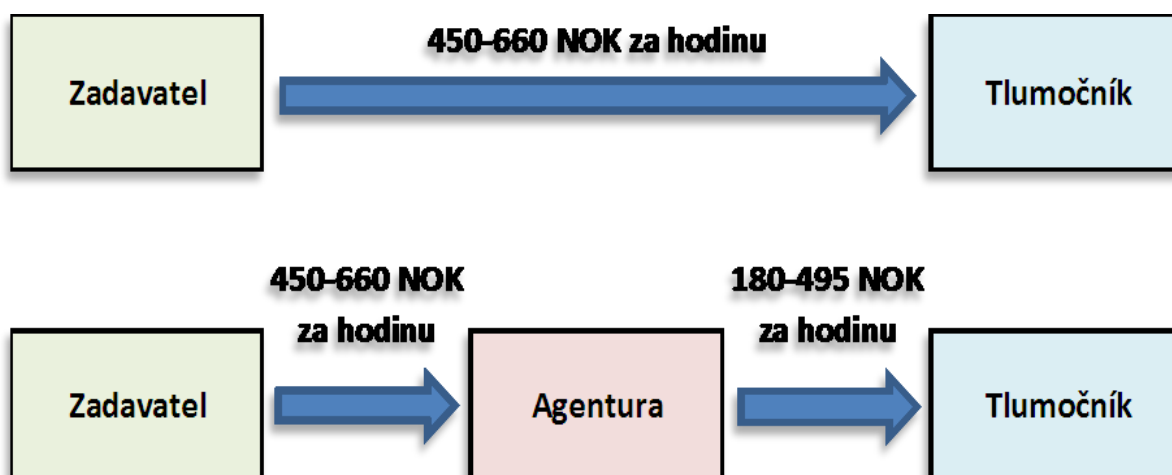 450-660 NOK za hodinu
Zadavatel
Tlumočník
450-660 NOK
za hodinu
180-495 NOK
za hodinu
Zadavatel
Agentura
Tlumočník